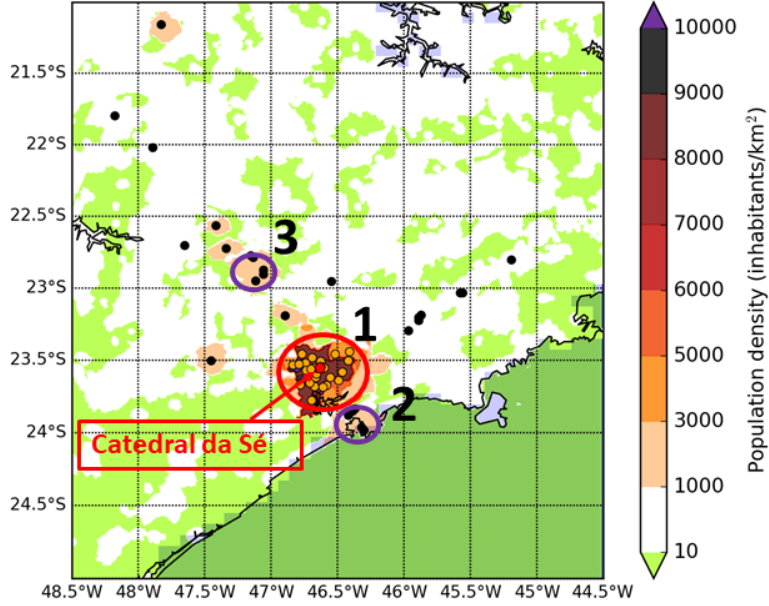 21.5°S
22°S
22.5°S
23°S
23.5°S
24°S
24.5°S
48.5°W 48°W 47.5°W 47°W 46.5°W 46°W 45.5°W 45°W 44.5°W
3
1
2
Catedral da Sé
10000
9000
8000
7000
6000
5000
3000
1000
10
Population density (inhabitants/km²)